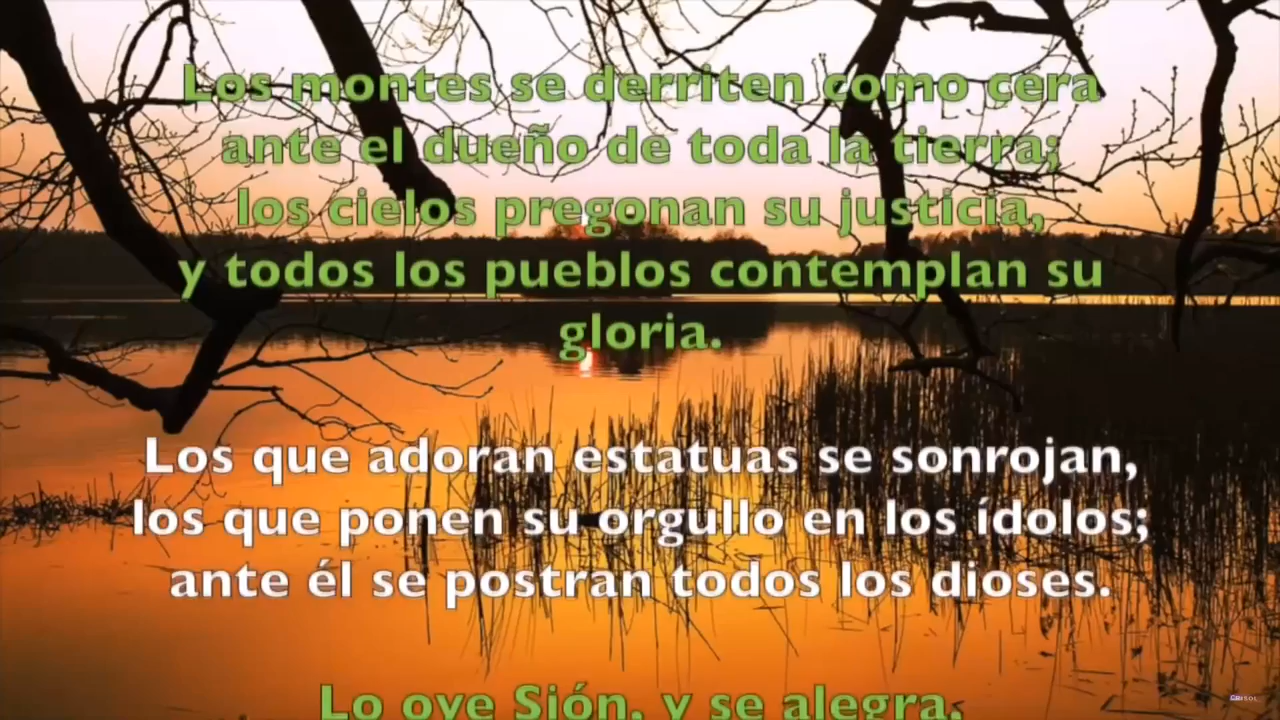 Los montes se derriten como cera
ante el dueño de toda la tierra;
los cielos pregonan su justicia,
y todos los pueblos contemplan su
gloria.
Los que adoran estatuas se sonrojan,
los que ponen su orgullo en los ídolos;
ante él se postran todos los dioses.
Lo oye Sión, y se alegra,